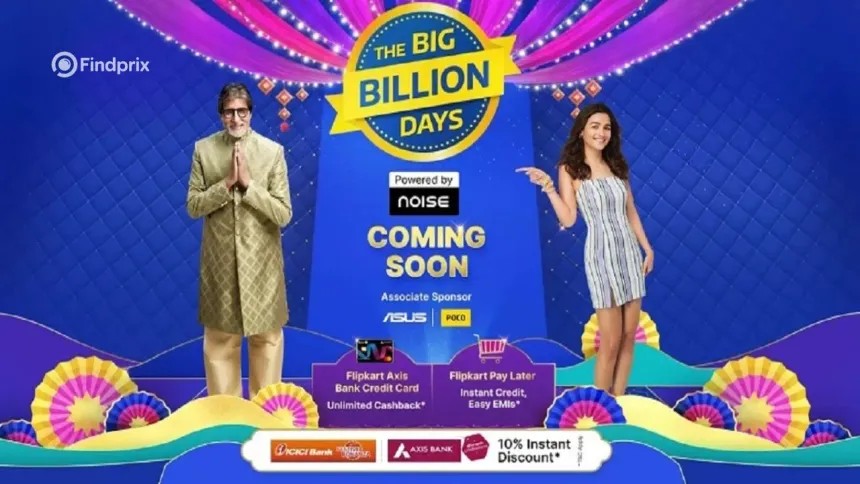 Findprix
THE BIG
BILLION
DAYS
Powered by
noise
COMING
SOON
Associate Sponsor
ASUS
POCO
Flipkart Axis
Bank Credit Card
Unlimited Cashback*
Flipkart Pay Later
Instant Credit,
Easy EMIs*
ICICI Bank
AXIS BANK
10% Instant
Discount*